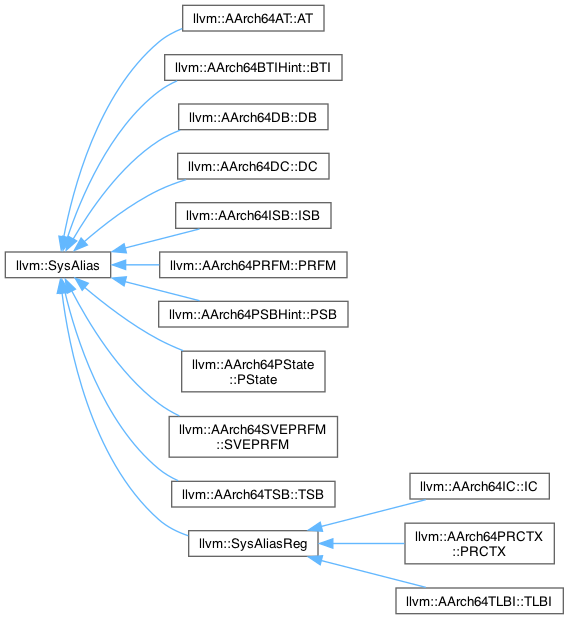 llvm::AArch64AT::AT
llvm::AArch64BTIHint::BTI
llvm::AArch64DB::DB
llvm::AArch64DC::DC
llvm::AArch64ISB::ISB
llvm::SysAlias
llvm::AArch64PRFM::PRFM
llvm::AArch64PSBHint::PSB
llvm::AArch64PState
::PState
llvm::AArch64SVEPRFM
::SVEPRFM
llvm::AArch64TSB::TSB
llvm::SysAliasReg
llvm::AArch64IC::IC
llvm::AArch64PRCTX
::PRCTX
llvm::AArch64TLBI::TLBI